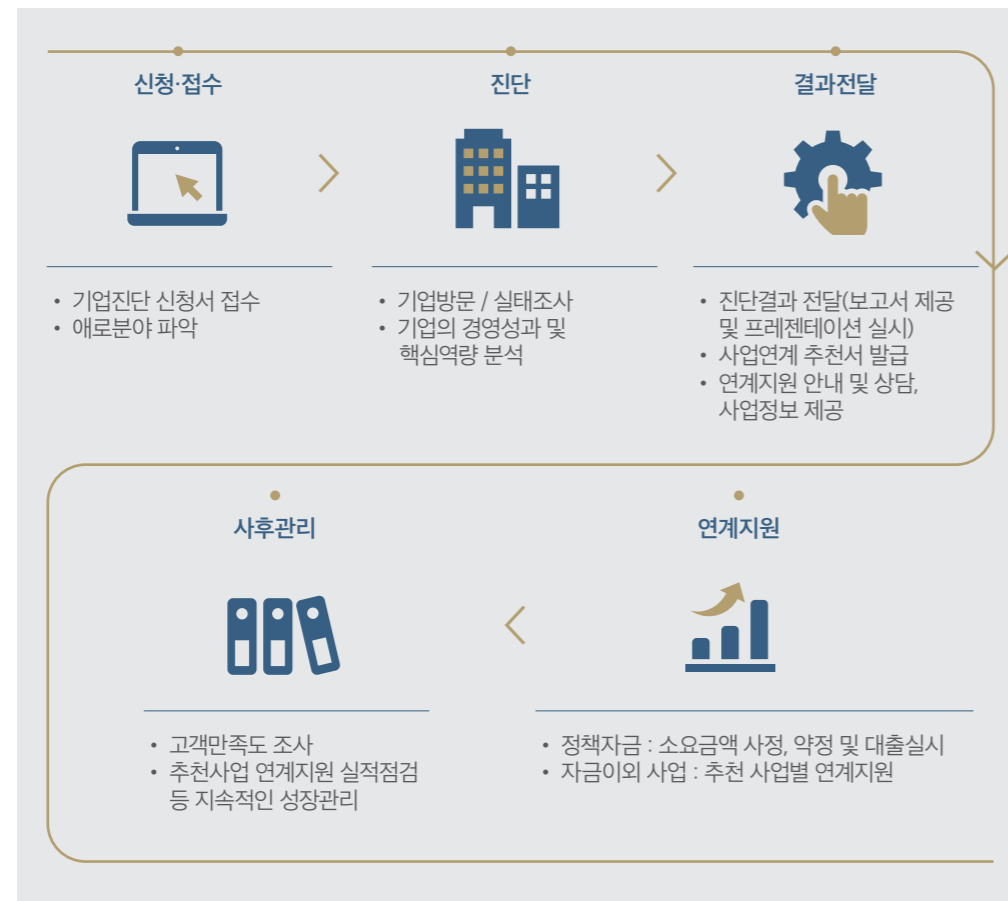 신청·접수
• 기업진단 신청서 접수
• 애로분야 파악
진단
• 기업방문 / 실태조사
• 기업의 경영성과 및
핵심역량 분석
결과전달
• 진단결과 전달(보고서 제공
및 프레젠테이션 실시)
• 사업연계 추천서 발급
• 연계지원 안내 및 상담,
사업정보 제공
연계지원
• 정책자금 : 소요금액 사정, 약정 및 대출실시
• 자금이외 사업 : 추천 사업별 연계지원
사후관리
• 고객만족도 조사
• 추천사업 연계지원 실적점검
등 지속적인 성장관리